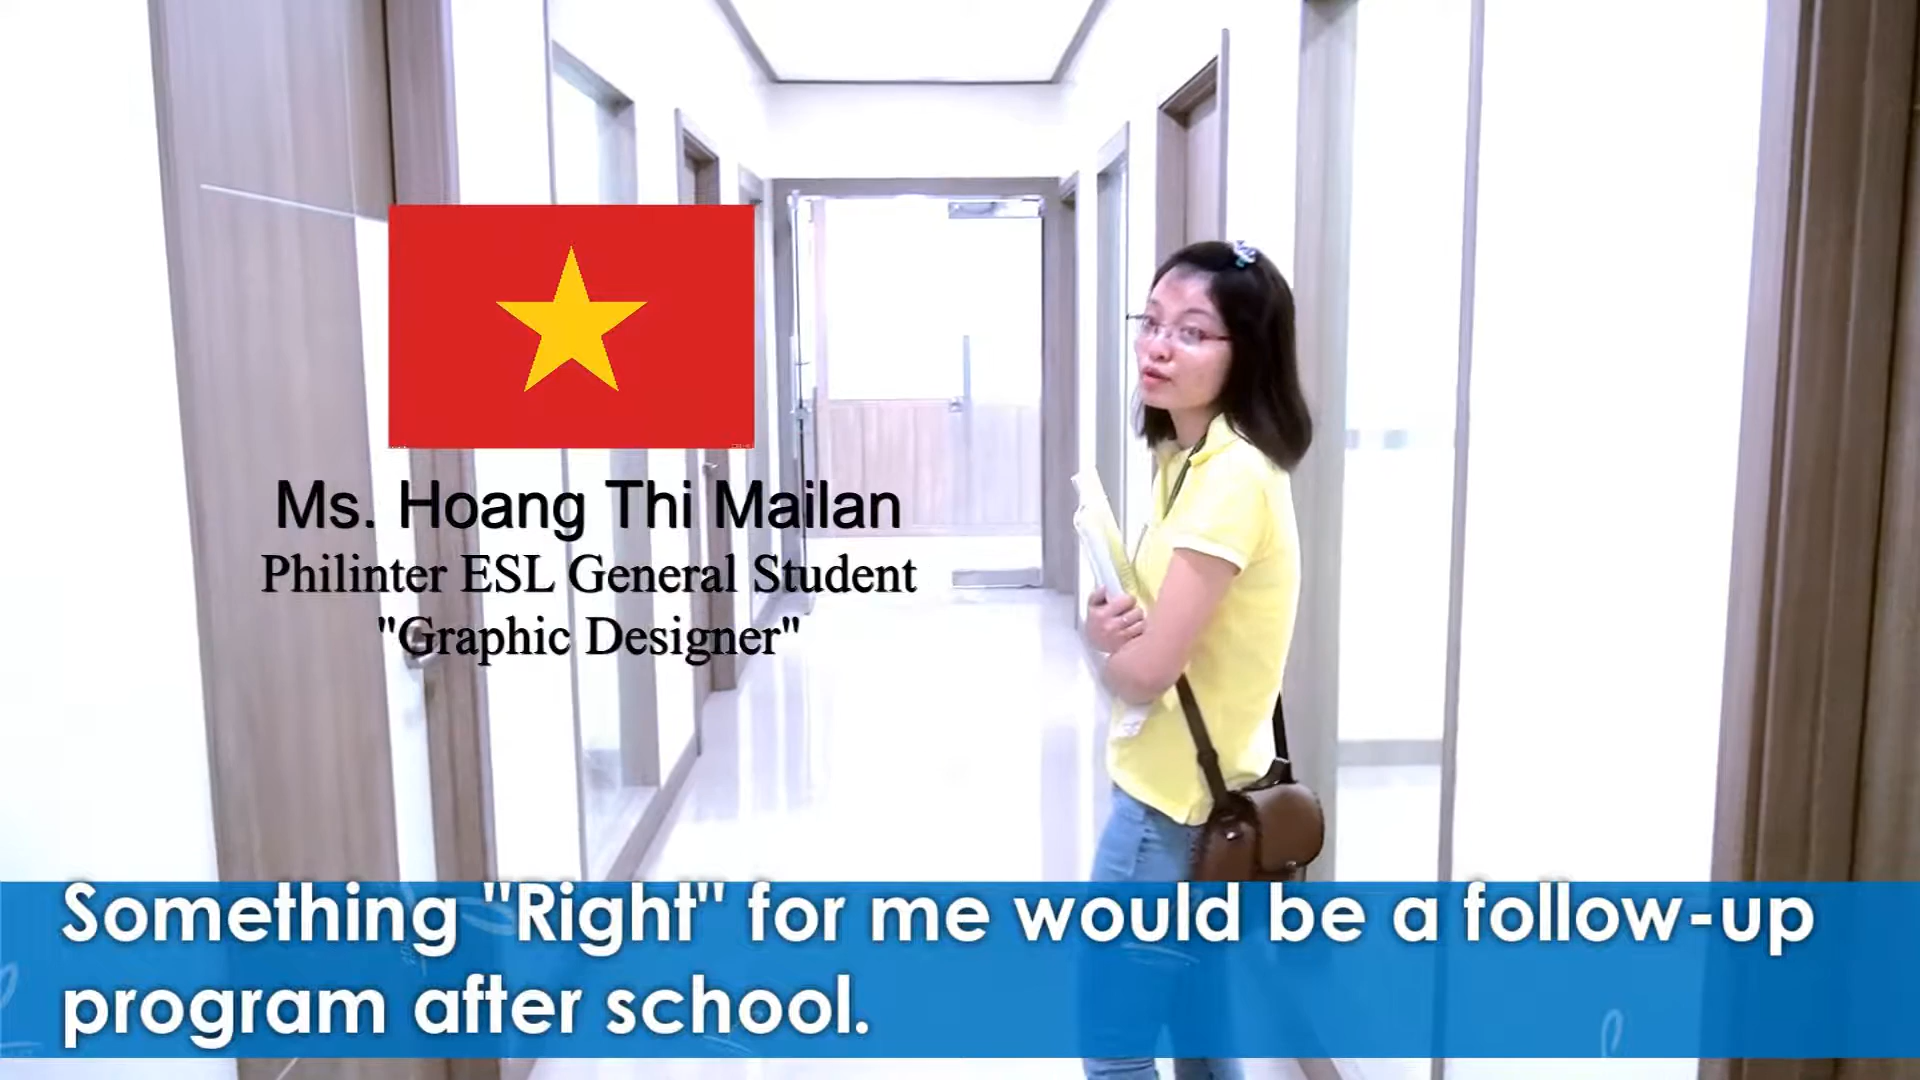 Ms. Hoang Thi Mailan
Philinter ESL General Student
"Graphic Designer"
Something "Right" for me would be a follow-up
program after school.